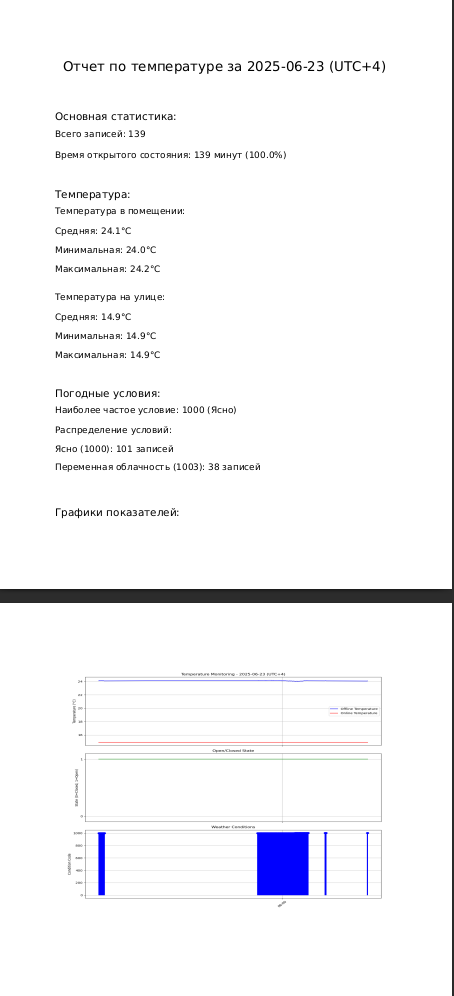 Отчет по температуре за 2025-06-23 (UTC+4)
Основная статистика:
Всего записей: 139
Время открытого состояния: 139 минут (100.0%)
Температура:
Температура в помещении:
Средняя: 24.1°C
Минимальная: 24.0°C
Максимальная: 24.2°C
Температура на улице:
Средняя: 14.9°C
Минимальная: 14.9°C
Максимальная: 14.9°C
Погодные условия:
Наиболее частое условие: 1000 (Ясно)
Распределение условий:
Ясно (1000): 101 записей
Переменная облачность (1003): 38 записей
Графики показателей:
Temperature Monitoring - 2025-06-23 (UTC+4)
Temperature (°C)
24
22
20
18
16
Offline Temperature
Online Temperature
Open/Closed State
State (0=Closed, 1=Open)
1
0
Weather Conditions
Condition Code
1000
800
600
400
200
0